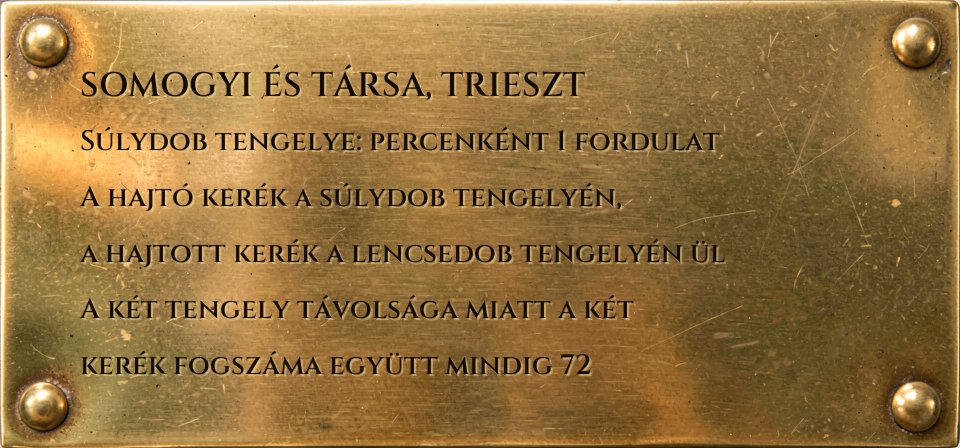 SOMOGYI ÉS TÁRSA, TRIESZT
SÚLYDOB TENGELYE: PERCENKÉNT 1 FORDULAT
A HAJTÓ KERÉK A SÚLYDOB TENGELYÉN,
A HAJTOTT KERÉK A LENCSEDOB TENGELYÉN ÜL
A KÉT TENGELY TÁVOLSÁGA MIATT A KÉT
KERÉK FOGSZÁMA EGYÜTT MINDIG 72